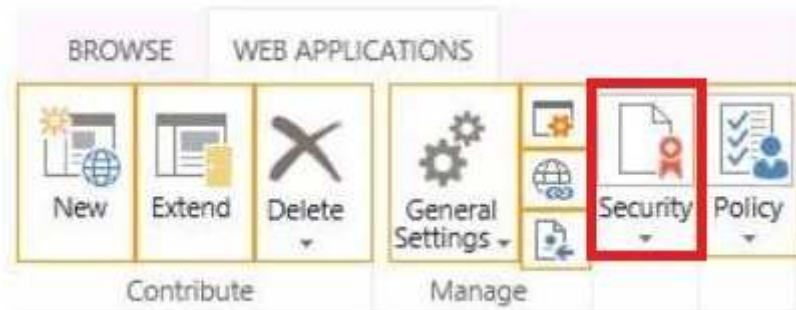 BROWSE WEB APPLICATIONS
New Extend Delete General Settings Security Policy
Contribute Manage